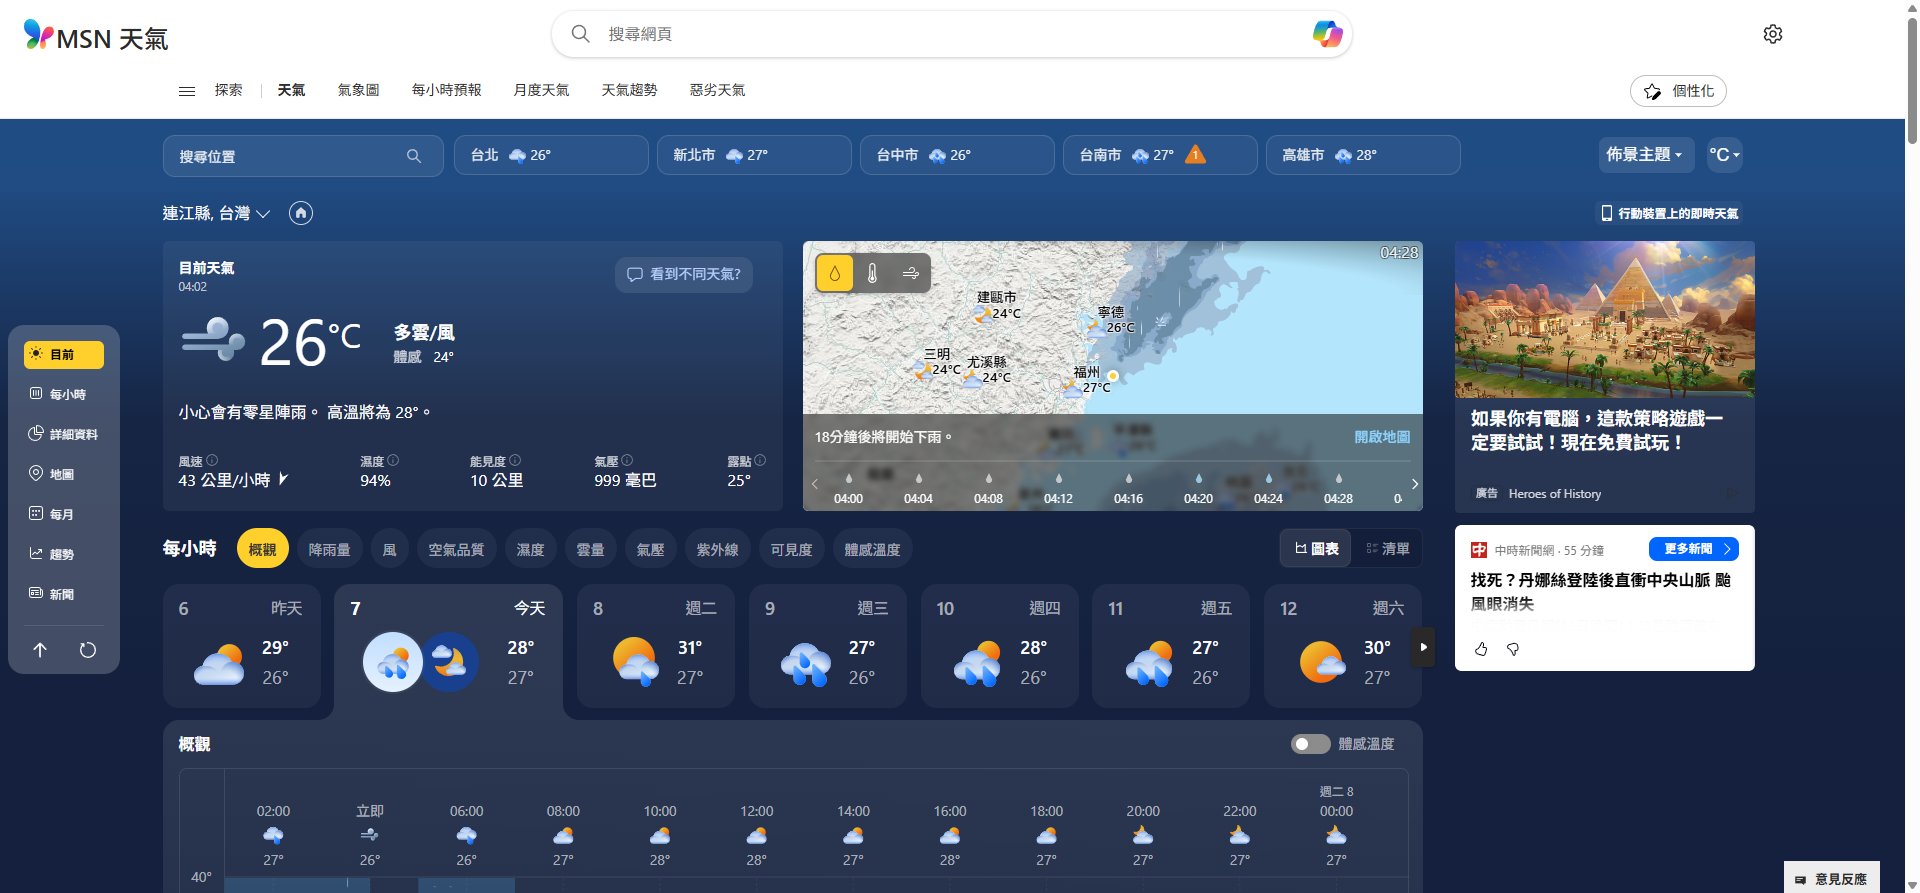 MSN 天氣
搜尋網頁
探索
天氣
氣象圖
每小時預報
月度天氣
天氣趨勢
惡劣天氣
個性化
搜尋位置
台北 26°
新北市 27°
台中市 26°
台南市 27° 1
高雄市 28°
佈景主題
°C
連江縣, 台灣
行動裝置上的即時天氣
目前天氣
04:02
看到不同天氣?
26°C
多雲/風
體感 24°
小心會有零星陣雨。 高溫將為 28°。
風速
43 公里/小時
濕度
94%
能見度
10 公里
氣壓
999 毫巴
露點
25°
04:28
建甌市
24°C
寧德
26°C
三明
24°C
尤溪縣
24°C
福州
27°C
18分鐘後將開始下雨。
開啟地圖
04:00 04:04 04:08 04:12 04:16 04:20 04:24 04:28
如果你有電腦，這款策略遊戲一
定要試試！現在免費試玩！
廣告 Heroes of History
中時新聞網 · 55 分鐘
更多新聞
找死？丹娜絲登陸後直衝中央山脈 颱
風眼消失
目前
每小時
詳細資料
地圖
每月
趨勢
新聞
每小時
概觀
降雨量
風
空氣品質
濕度
雲量
氣壓
紫外線
可見度
體感溫度
圖表
清單
6 昨天
29°
26°
7 今天
28°
27°
8 週二
31°
27°
9 週三
27°
26°
10 週四
28°
26°
11 週五
27°
26°
12 週六
30°
27°
概觀
體感溫度
週二 8
02:00 立即 06:00 08:00 10:00 12:00 14:00 16:00 18:00 20:00 22:00 00:00
27° 26° 26° 27° 28° 28° 27° 28° 27° 27° 27° 27°
40°
意見反應